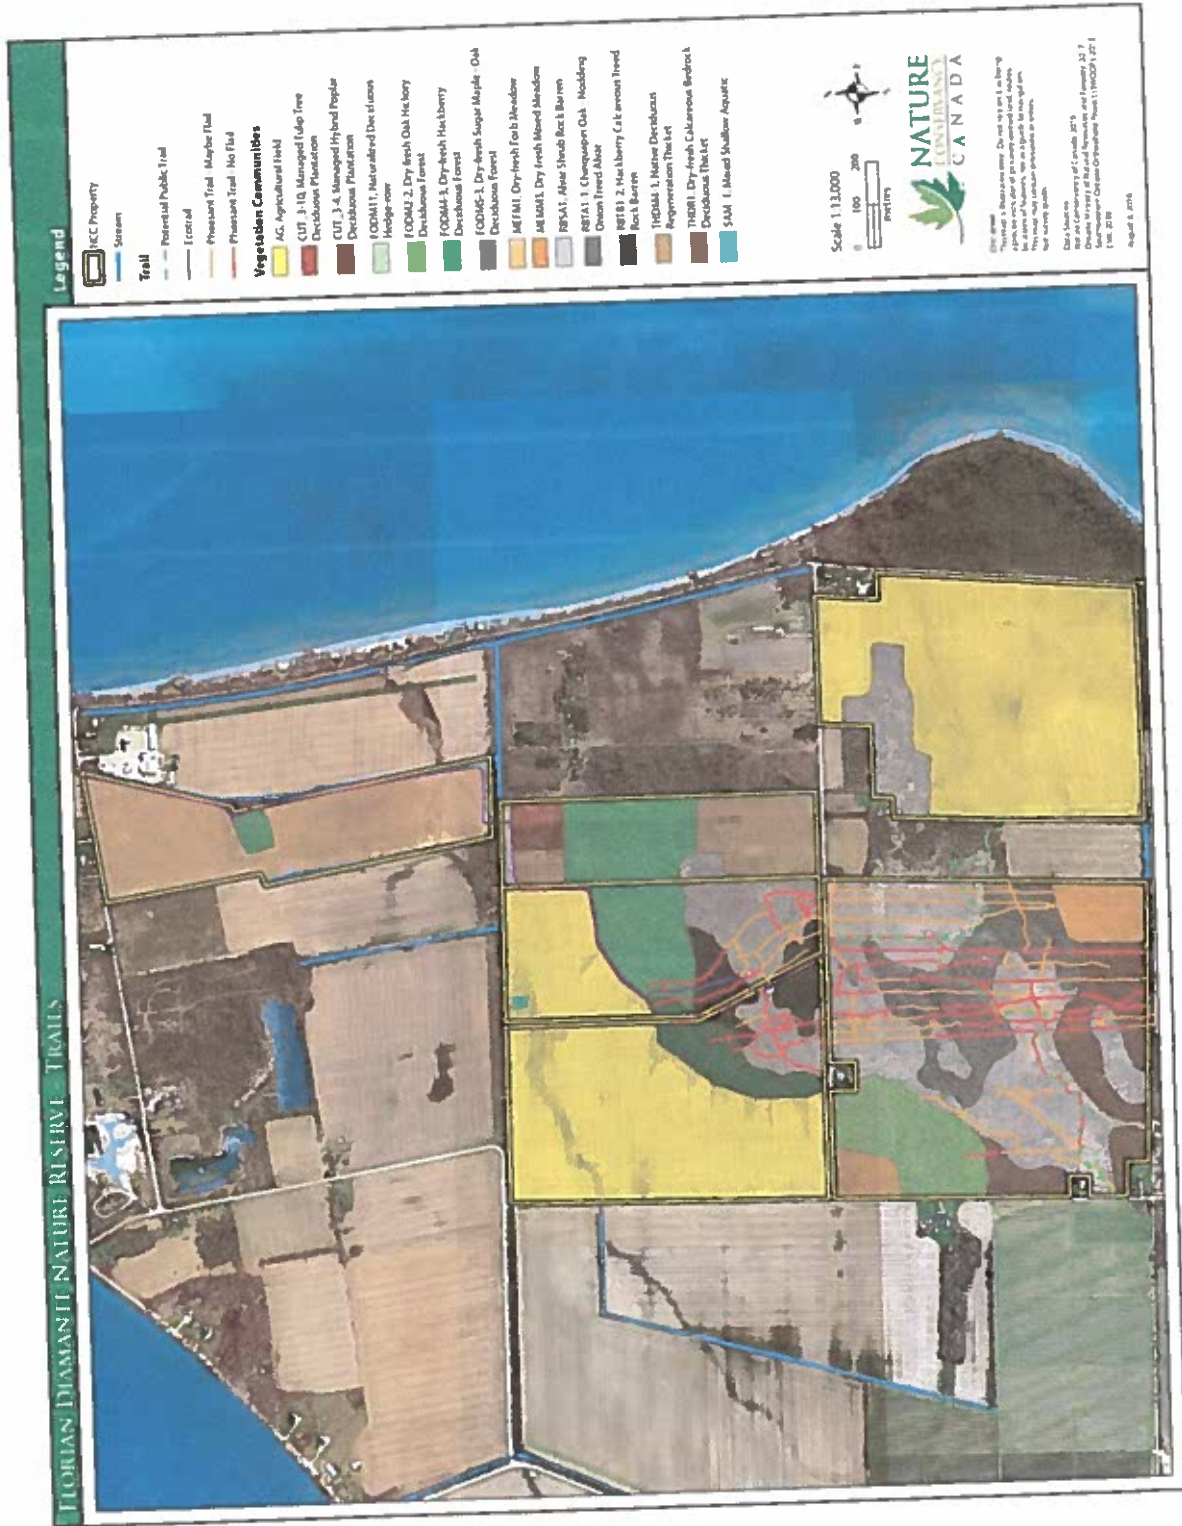 FLORIAN DIAMANTE NATURE RESERVE - TRAILS
Legend
NCC Property
Stream
Trail
Potential Public Trail
Ecotrail
Pheasant Trail - Maybe Flad
Pheasant Trail - No Flad
Vegetation Communities
AG, Agricultural Field
CUT_3-10, Managed Tulip Tree
Deciduous Plantation
CUT_3-4, Managed Hybrid Poplar
Deciduous Plantation
FODM11, Naturalized Deciduous
Hedge-row
FODM2-2, Dry-fresh Oak Hickory
Deciduous Forest
FODM4-3, Dry-fresh Hackberry
Deciduous Forest
FODM5-3, Dry-fresh Sugar Maple - Oak
Deciduous Forest
MEFM1, Dry-fresh Forb Meadow
MEMM3, Dry-fresh Mixed Meadow
RBSA1, Alvar Shrub Rock Barren
RBTA1-1, Chinquapin Oak - Nodding
Onion Treed Alvar
RBTB1-2, Hackberry Calcareous Treed
Rock Barren
THDM4-1, Native Deciduous
Regeneration Thicket
THDR1, Dry-fresh Calcareous Bedrock
Deciduous Thicket
SAM_1, Mixed Shallow Aquatic
Scale 1:13,000
0 100 200
metres
NATURE
CONSERVANCY
CANADA